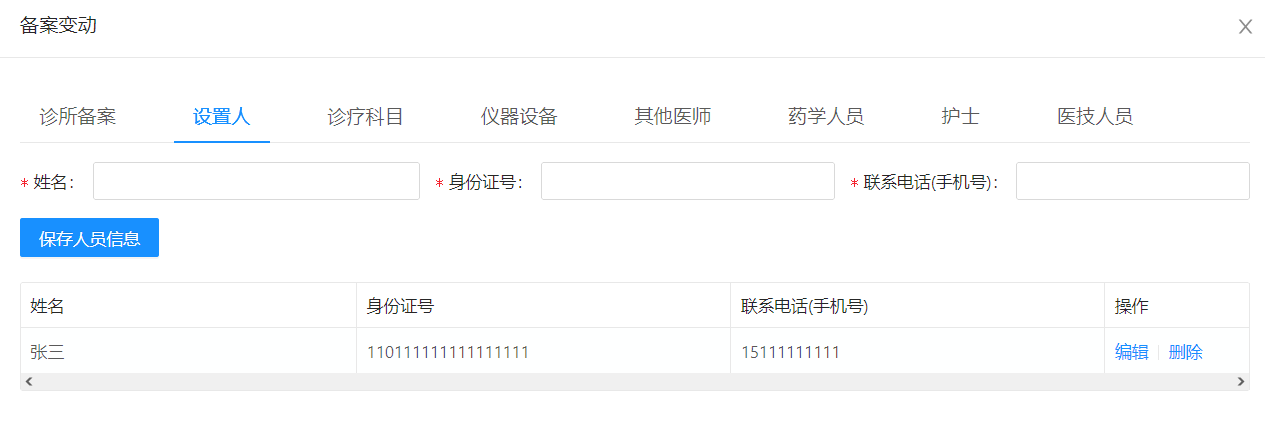 备案变动
诊所备案 设置人 诊疗科目 仪器设备 其他医师 药学人员 护士 医技人员
* 姓名： * 身份证号： * 联系电话(手机号)：
保存人员信息
姓名 身份证号 联系电话(手机号) 操作
张三 110111111111111111 15111111111 编辑 删除